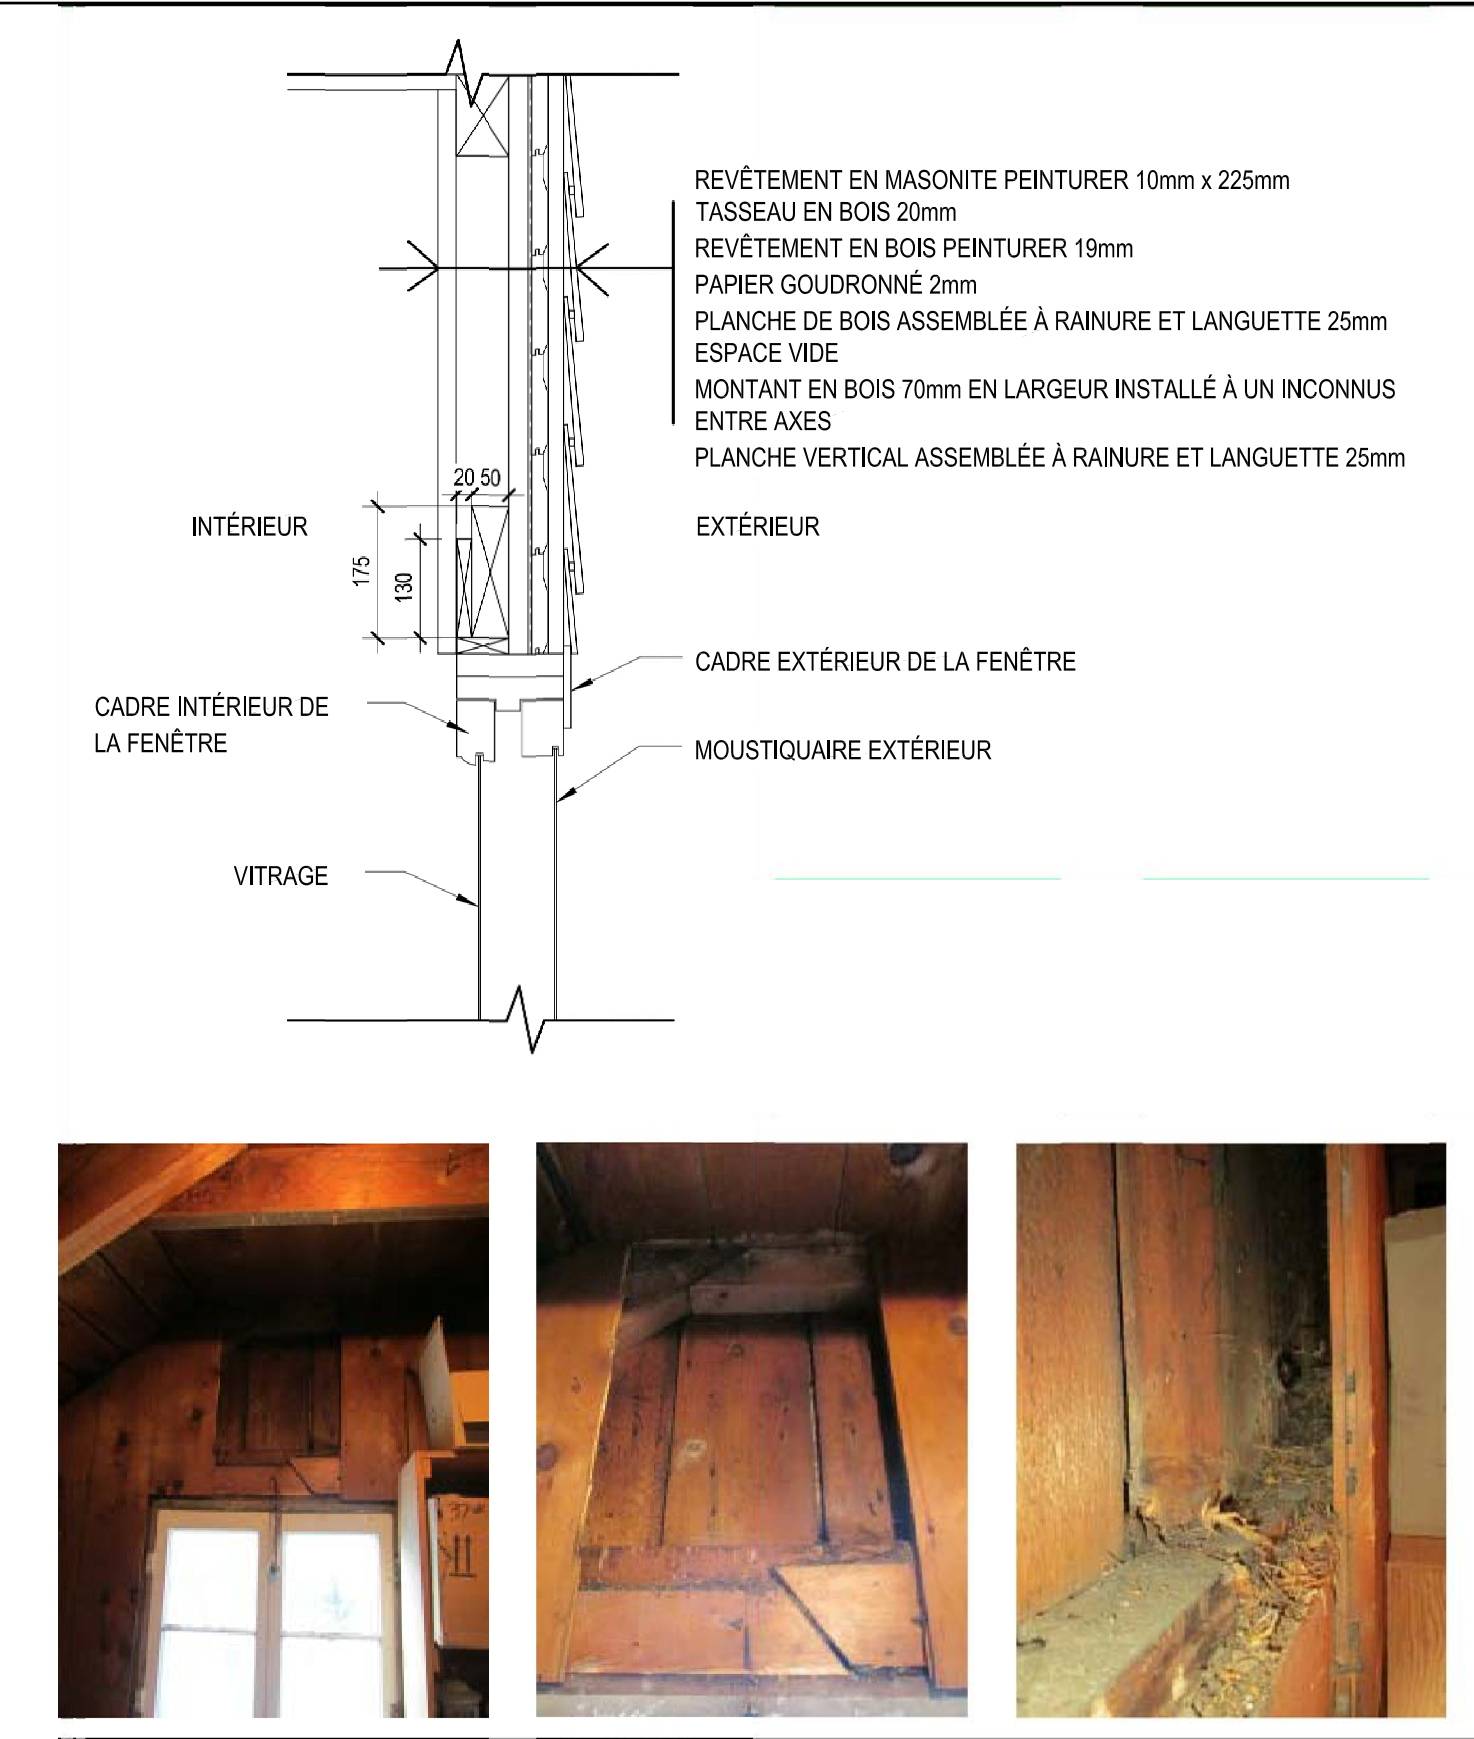 REVÊTEMENT EN MASONITE PEINTURER 10mm x 225mm
TASSEAU EN BOIS 20mm
REVÊTEMENT EN BOIS PEINTURER 19mm
PAPIER GOUDRONNÉ 2mm
PLANCHE DE BOIS ASSEMBLÉE À RAINURE ET LANGUETTE 25mm
ESPACE VIDE
MONTANT EN BOIS 70mm EN LARGEUR INSTALLÉ À UN INCONNUS
ENTRE AXES
PLANCHE VERTICAL ASSEMBLÉE À RAINURE ET LANGUETTE 25mm
20 50
INTÉRIEUR
EXTÉRIEUR
175
130
CADRE EXTÉRIEUR DE LA FENÊTRE
CADRE INTÉRIEUR DE
LA FENÊTRE
MOUSTIQUAIRE EXTÉRIEUR
VITRAGE
37